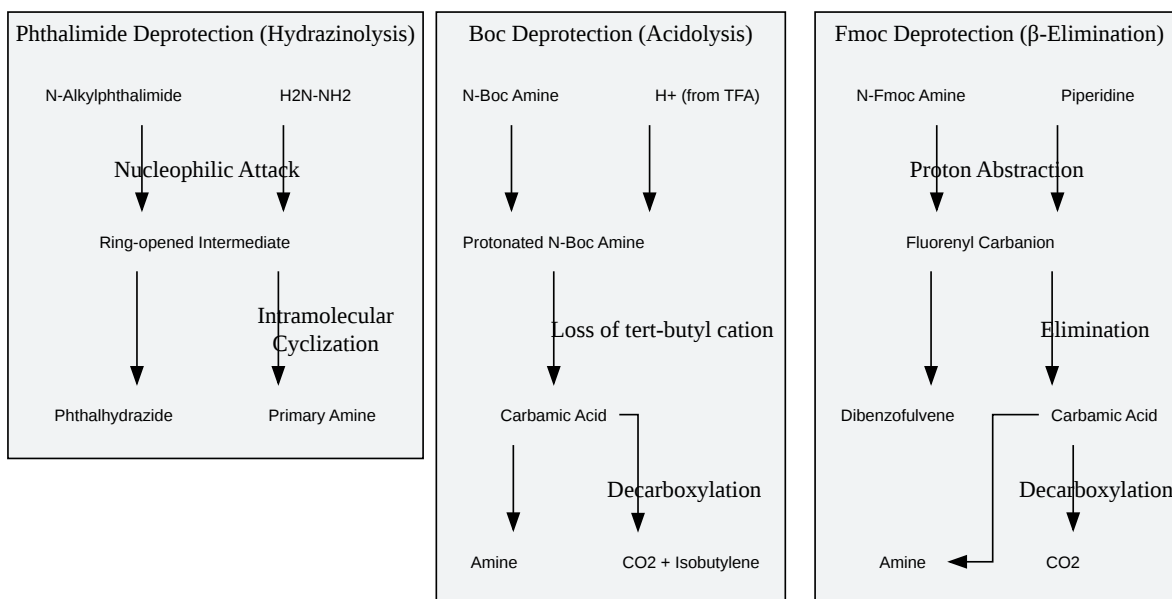 Phthalimide Deprotection (Hydrazinolysis)
N-Alkylphthalimide
H2N-NH2
Nucleophilic Attack
Ring-opened Intermediate
Intramolecular
Cyclization
Phthalhydrazide
Primary Amine
Boc Deprotection (Acidolysis)
N-Boc Amine
H+ (from TFA)
Protonated N-Boc Amine
Loss of tert-butyl cation
Carbamic Acid
Decarboxylation
Amine
CO2 + Isobutylene
Fmoc Deprotection (β-Elimination)
N-Fmoc Amine
Piperidine
Proton Abstraction
Fluorenyl Carbanion
Elimination
Dibenzofulvene
Carbamic Acid
Decarboxylation
Amine
CO2